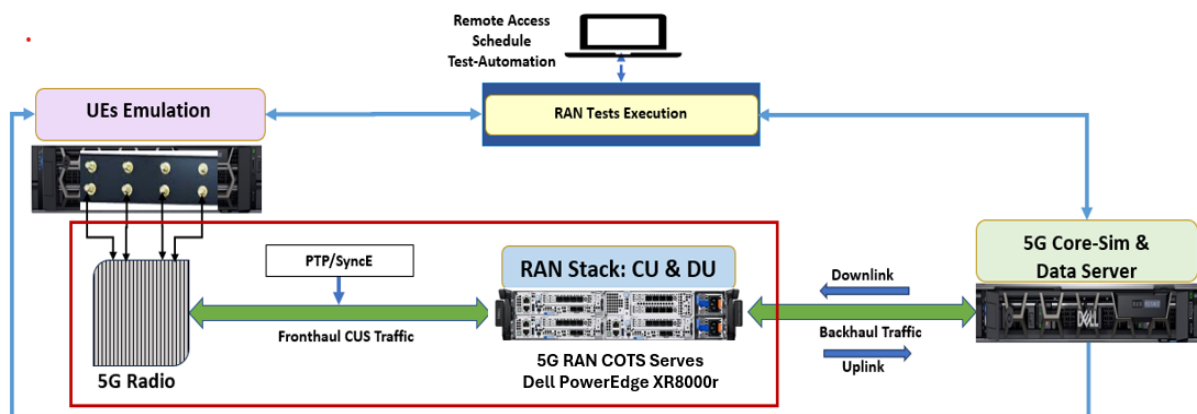 Remote Access
Schedule
Test-Automation
UEs Emulation
RAN Tests Execution
PTP/SyncE
RAN Stack: CU & DU
5G Core-Sim &
Data Server
Downlink
DELL
Fronthaul CUS Traffic
Backhaul Traffic
Uplink
5G RAN COTS Serves
Dell PowerEdge XR8000r
5G Radio